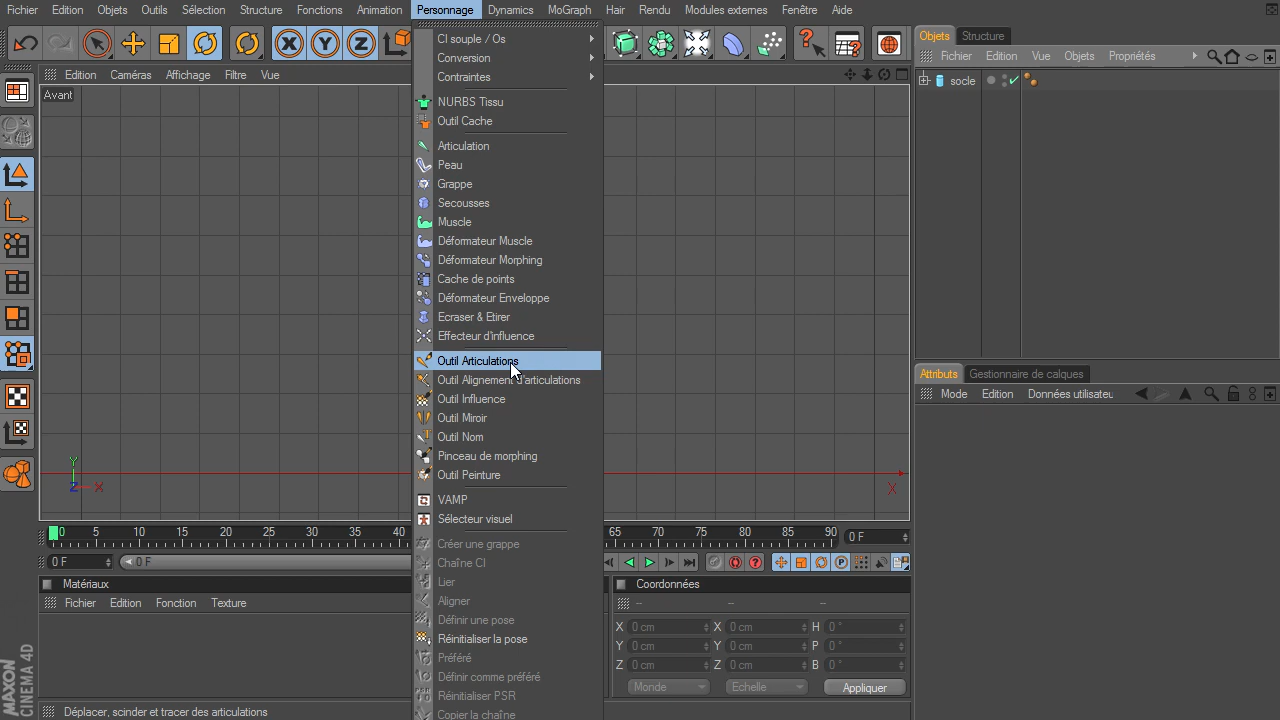 Fichier Edition Objets Outils Sélection Structure Fonctions Animation Personnage Dynamics MoGraph Hair Rendu Modules externes Fenêtre Aide
Edition Caméras Affichage Filtre Vue
Avant
Y
Z X
X
CI souple / Os
Conversion
Contraintes
NURBS Tissu
Outil Cache
Articulation
Peau
Grappe
Secousses
Muscle
Déformateur Muscle
Déformateur Morphing
Cache de points
Déformateur Enveloppe
Ecraser & Etirer
Effecteur d'influence
Outil Articulations
Outil Alignement d'articulations
Outil Influence
Outil Miroir
Outil Nom
Pinceau de morphing
Outil Peinture
VAMP
Sélecteur visuel
Créer une grappe
Chaîne CI
Lier
Aligner
Définir une pose
Réinitialiser la pose
Préféré
Définir comme préféré
Réinitialiser PSR
Copier la chaîne
Objets Structure
Fichier Edition Vue Objets Propriétés
socle
Attributs Gestionnaire de calques
Mode Edition Données utilisateu
0 5 10 15 20 25 30 35 40 65 70 75 80 85 90 0 F
0 F 0 F
Matériaux
Fichier Edition Fonction Texture
Coordonnées
-- -- --
X 0 cm X 0 cm H 0 °
Y 0 cm Y 0 cm P 0 °
Z 0 cm Z 0 cm B 0 °
Monde Echelle Appliquer
MAXON
CINEMA 4D
Déplacer, scinder et tracer des articulations